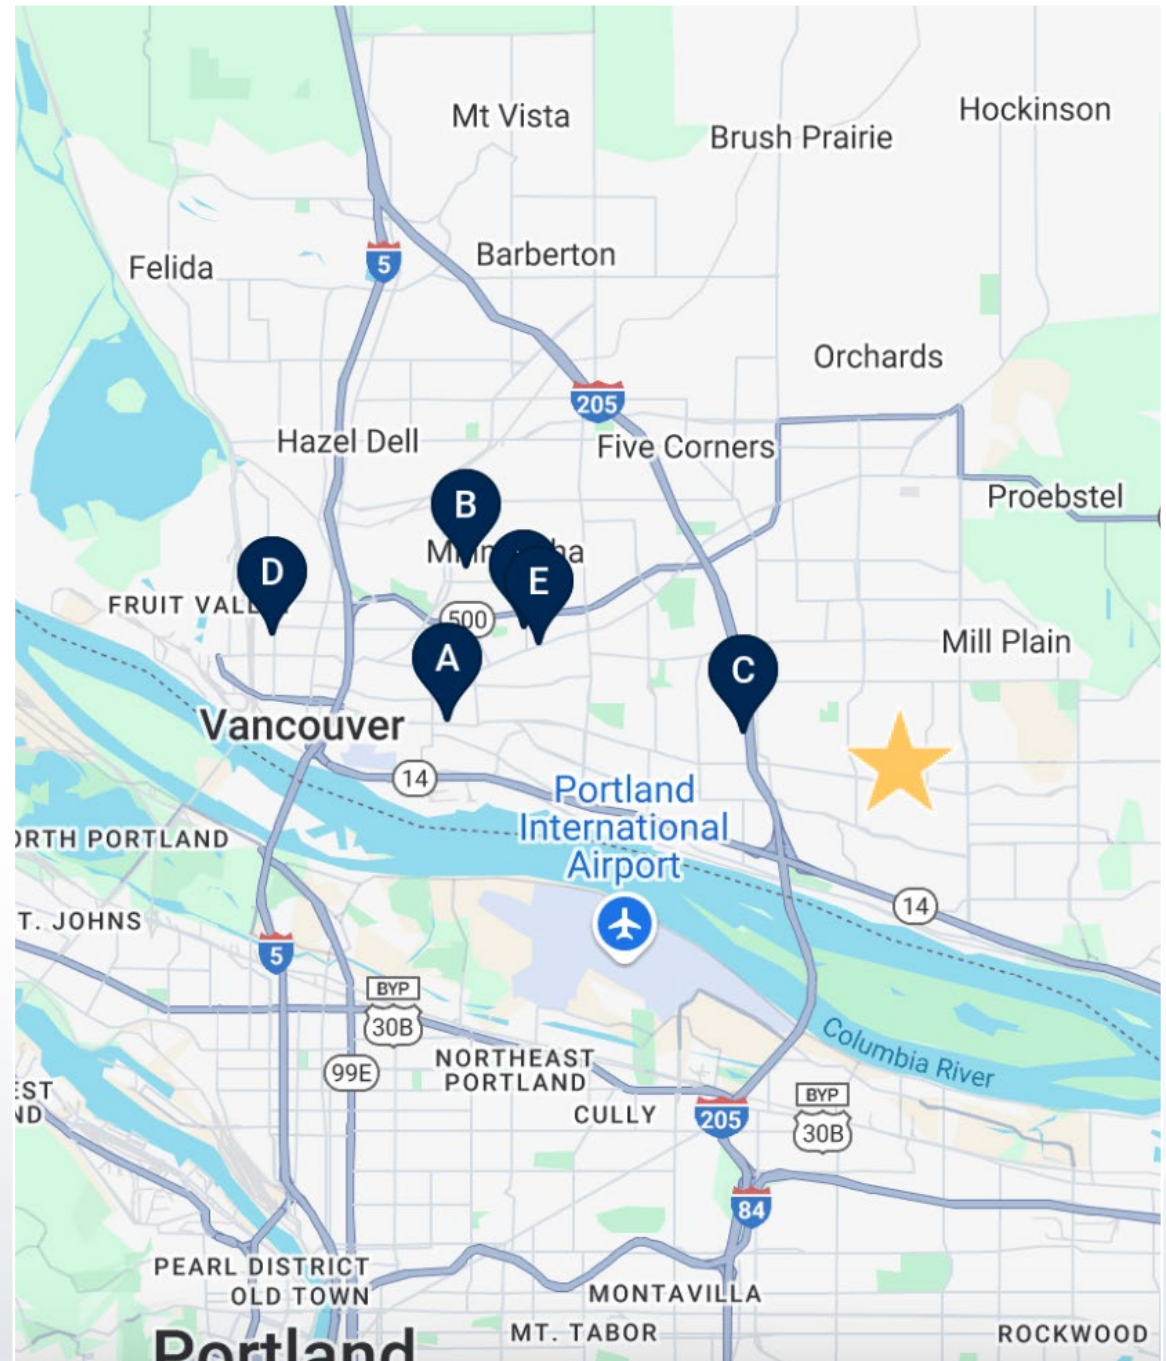 Mt Vista
Hockinson
Brush Prairie
Felida
5
Barberton
Orchards
205
Hazel Dell
Five Corners
B
Proebstel
D
E
FRUIT
500
A
Mill Plain
C
Vancouver
14
Portland
International
Airport
PORTLAND
14
JOHNS
5
BYP
30B
Columbia River
99E
NORTHEAST
PORTLAND
BYP
CULLY
205
30B
84
PEARL DISTRICT
OLD TOWN
MONTAVILLA
MT. TABOR
ROCKWOOD
Portland